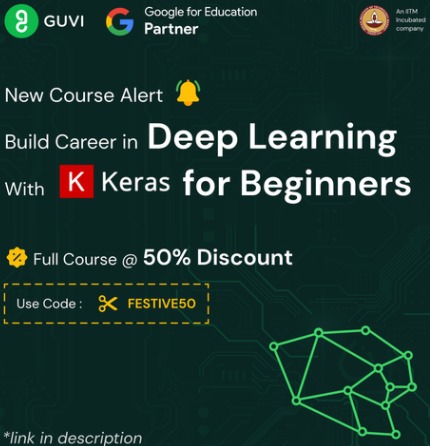 GUVI
Google for Education
Partner
An IITM
Incubated
company
New Course Alert
Build Career in Deep Learning
With K Keras for Beginners
Full Course @ 50% Discount
Use Code : FESTIVE50
*link in description